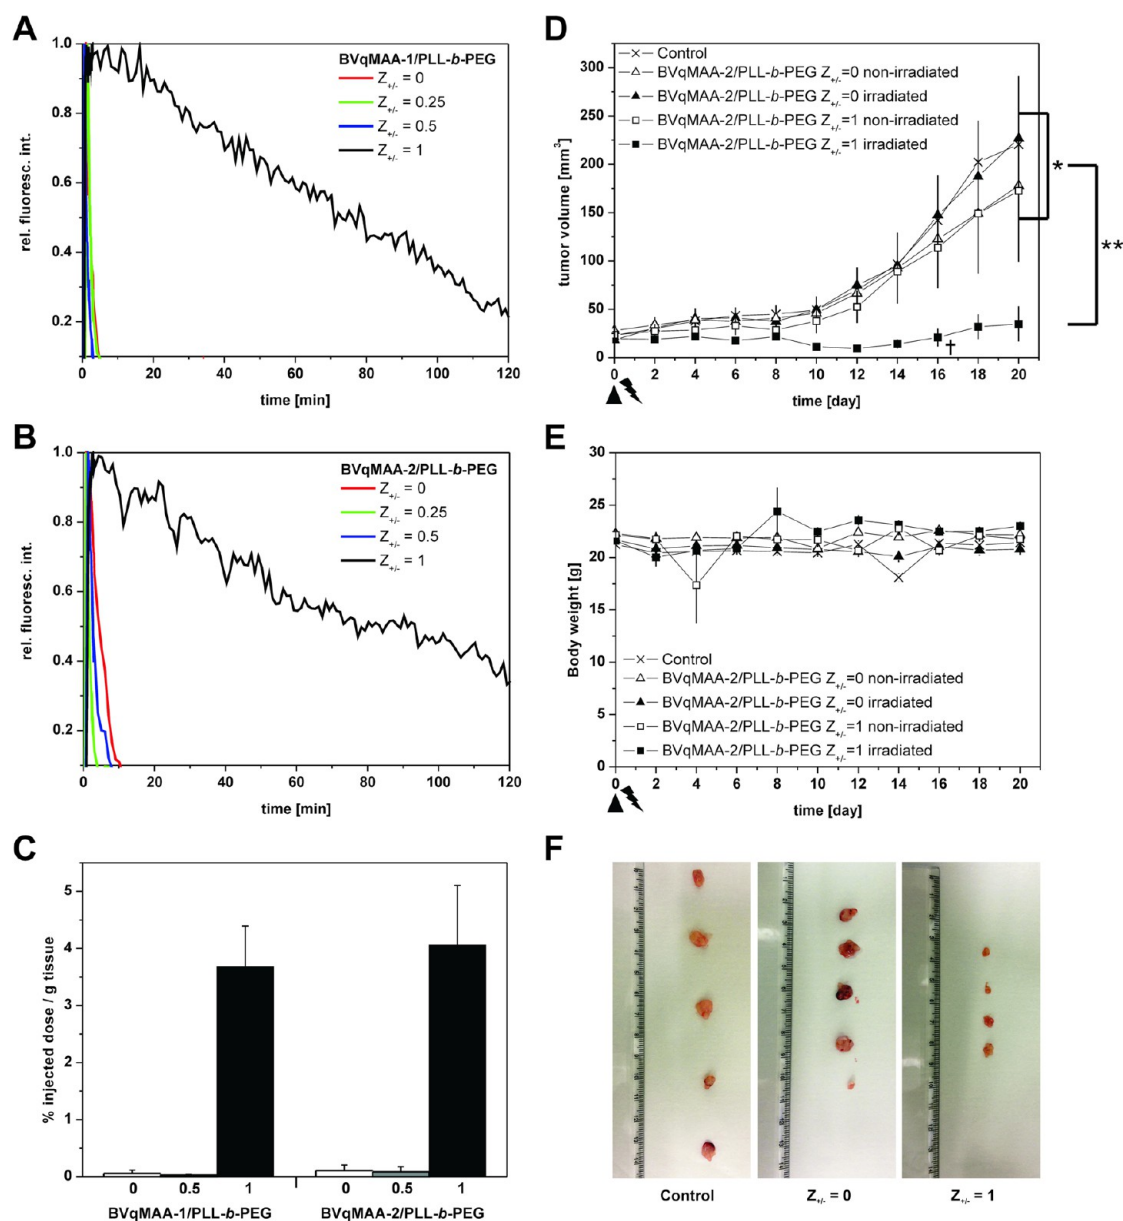 A
BVqMAA-1/PLL-b-PEG
Z+/- = 0
Z+/- = 0.25
Z+/- = 0.5
Z+/- = 1
1.0
0.8
0.6
0.4
0.2
rel. fluoresc. int.
0 20 40 60 80 100 120
time [min]
B
BVqMAA-2/PLL-b-PEG
Z+/- = 0
Z+/- = 0.25
Z+/- = 0.5
Z+/- = 1
1.0
0.8
0.6
0.4
0.2
rel. fluoresc. int.
0 20 40 60 80 100 120
time [min]
C
5
4
3
2
1
0
% injected dose / g tissue
0 0.5 1 0 0.5 1
BVqMAA-1/PLL-b-PEG BVqMAA-2/PLL-b-PEG
D
Control
BVqMAA-2/PLL-b-PEG Z+/-=0 non-irradiated
BVqMAA-2/PLL-b-PEG Z+/-=0 irradiated
BVqMAA-2/PLL-b-PEG Z+/-=1 non-irradiated
BVqMAA-2/PLL-b-PEG Z+/-=1 irradiated
300
250
200
150
100
50
0
tumor volume [mm³]
*
**
†
0 2 4 6 8 10 12 14 16 18 20
time [day]
E
30
25
20
15
10
5
0
Body weight [g]
Control
BVqMAA-2/PLL-b-PEG Z+/-=0 non-irradiated
BVqMAA-2/PLL-b-PEG Z+/-=0 irradiated
BVqMAA-2/PLL-b-PEG Z+/-=1 non-irradiated
BVqMAA-2/PLL-b-PEG Z+/-=1 irradiated
0 2 4 6 8 10 12 14 16 18 20
time [day]
F
Control Z+/- = 0 Z+/- = 1